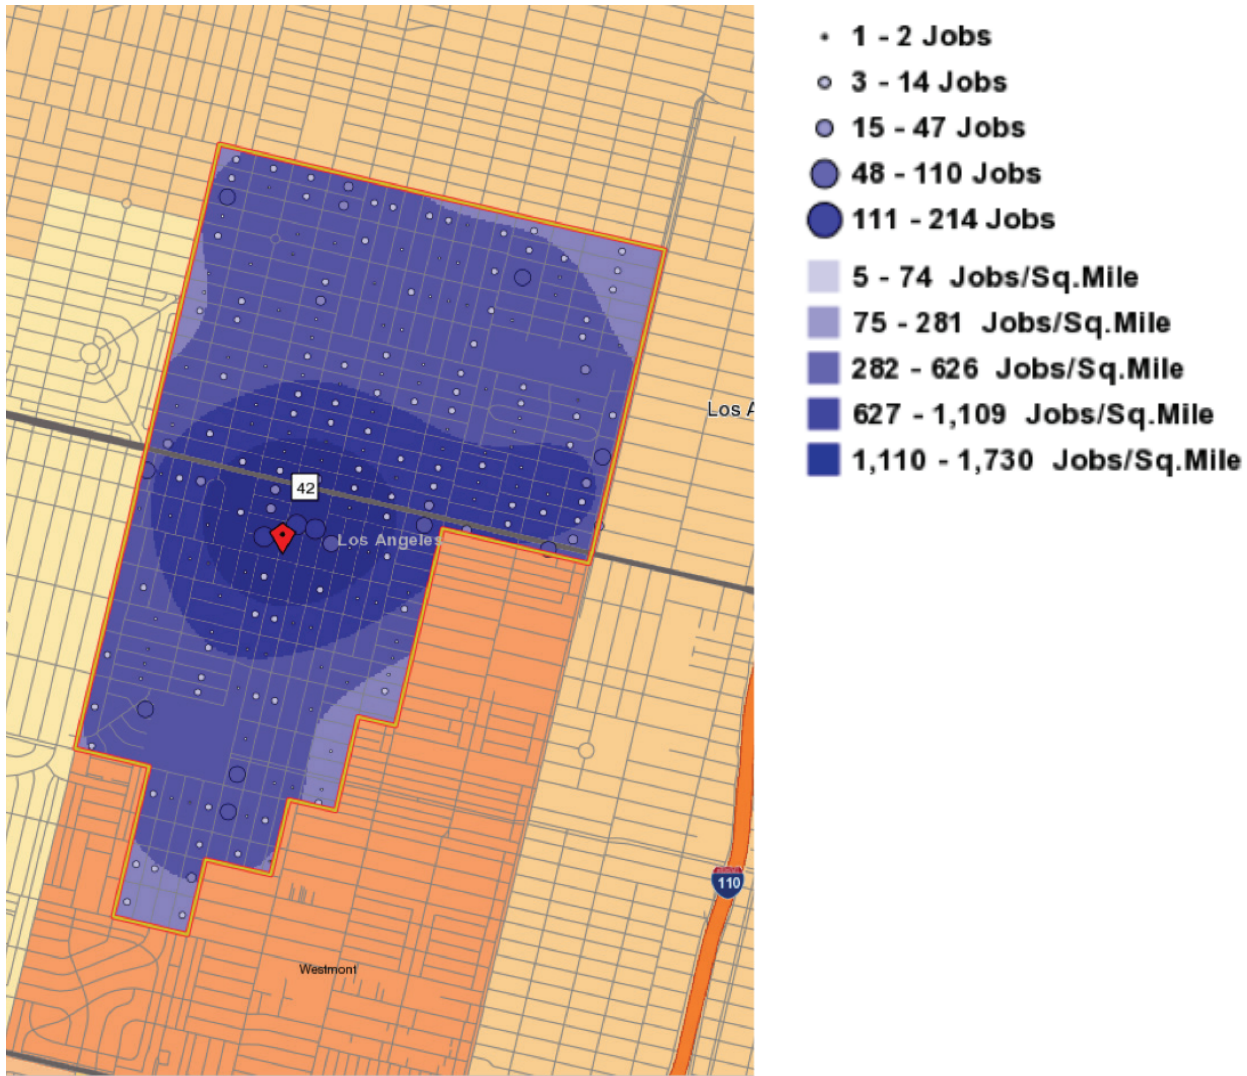 1 - 2 Jobs
3 - 14 Jobs
15 - 47 Jobs
48 - 110 Jobs
111 - 214 Jobs
5 - 74 Jobs/Sq.Mile
75 - 281 Jobs/Sq.Mile
282 - 626 Jobs/Sq.Mile
627 - 1,109 Jobs/Sq.Mile
1,110 - 1,730 Jobs/Sq.Mile
Los A
42
Los Angeles
110
Westmont